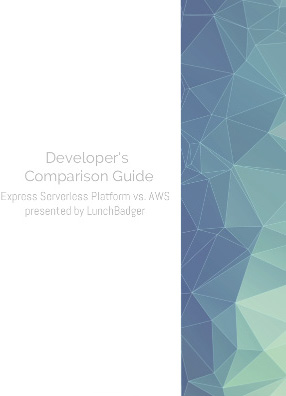 Developer's
Comparison Guide
Express Serverless Platform vs. AWS
presented by LunchBadger